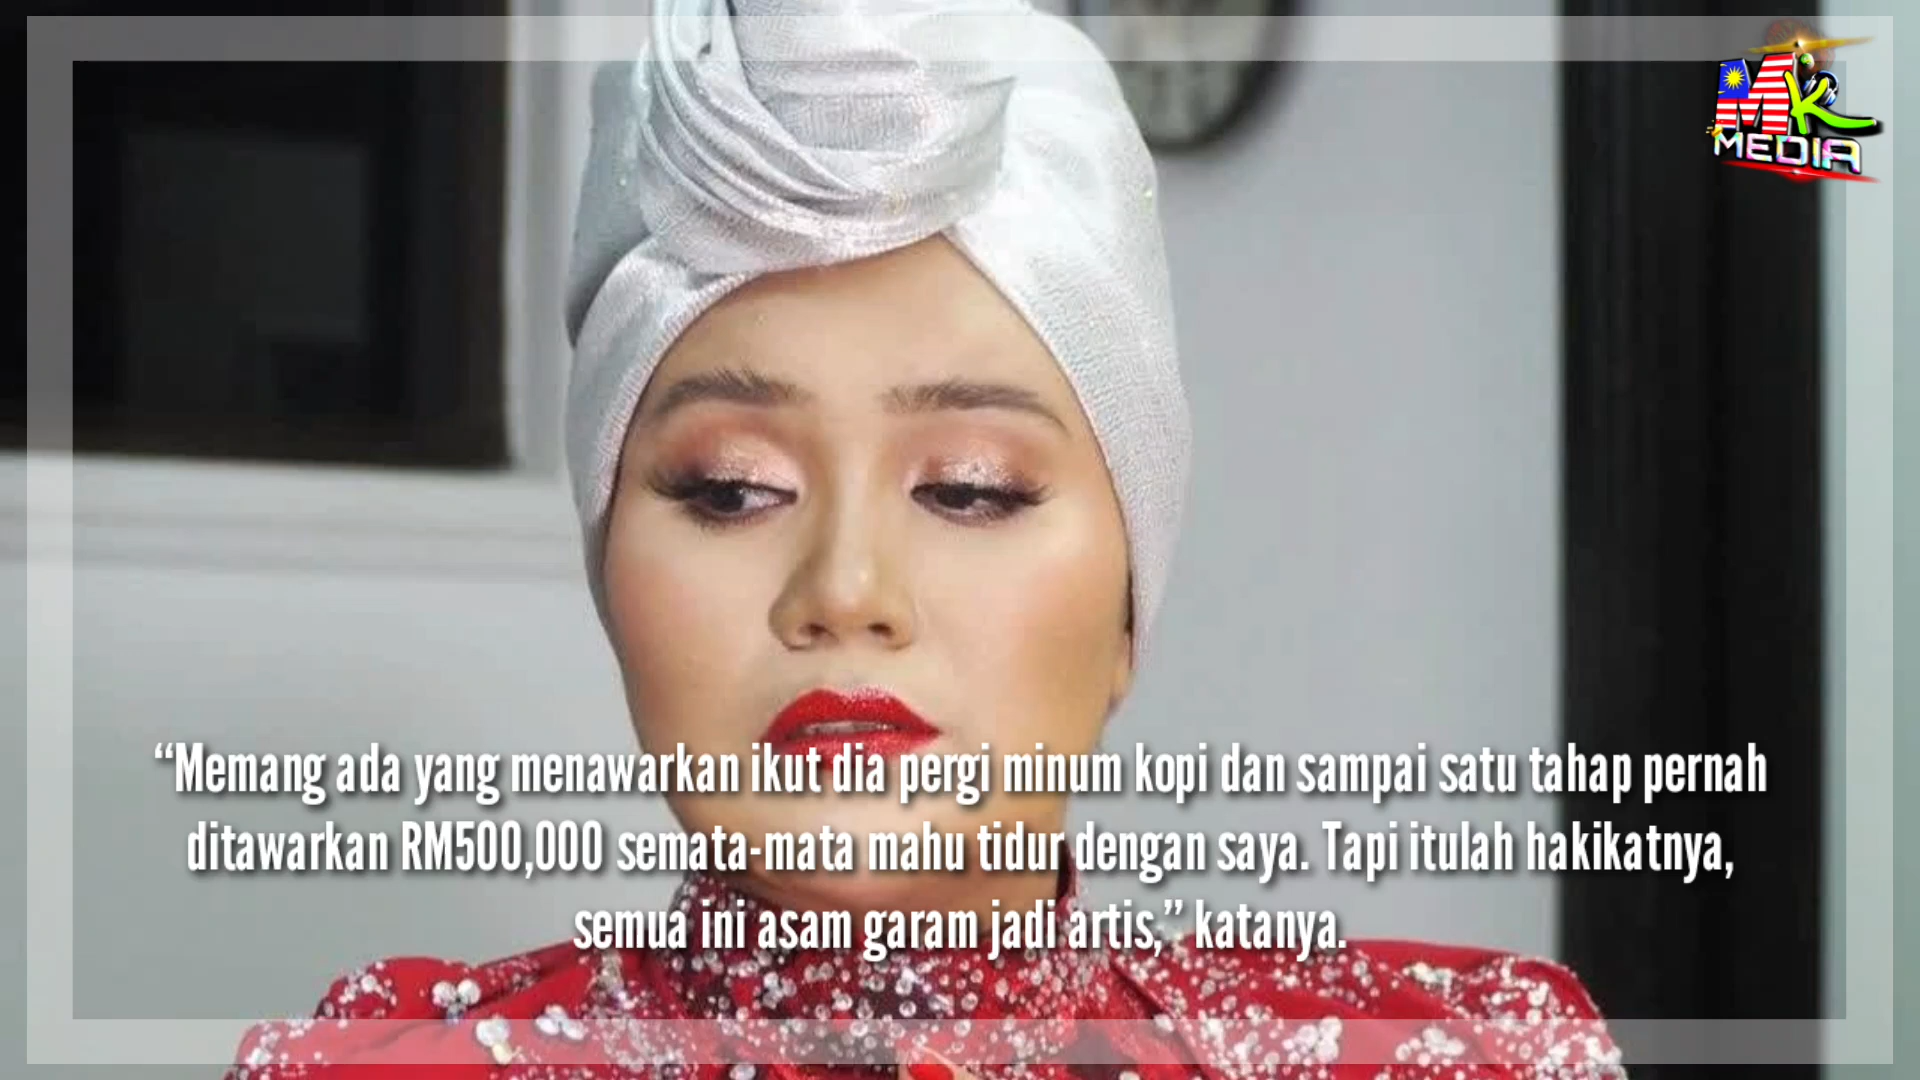 MK
MEDIA
“Memang ada yang menawarkan ikut dia pergi minum kopi dan sampai satu tahap pernah
ditawarkan RM500,000 semata-mata mahu tidur dengan saya. Tapi itulah hakikatnya,
semua ini asam garam jadi artis,” katanya.